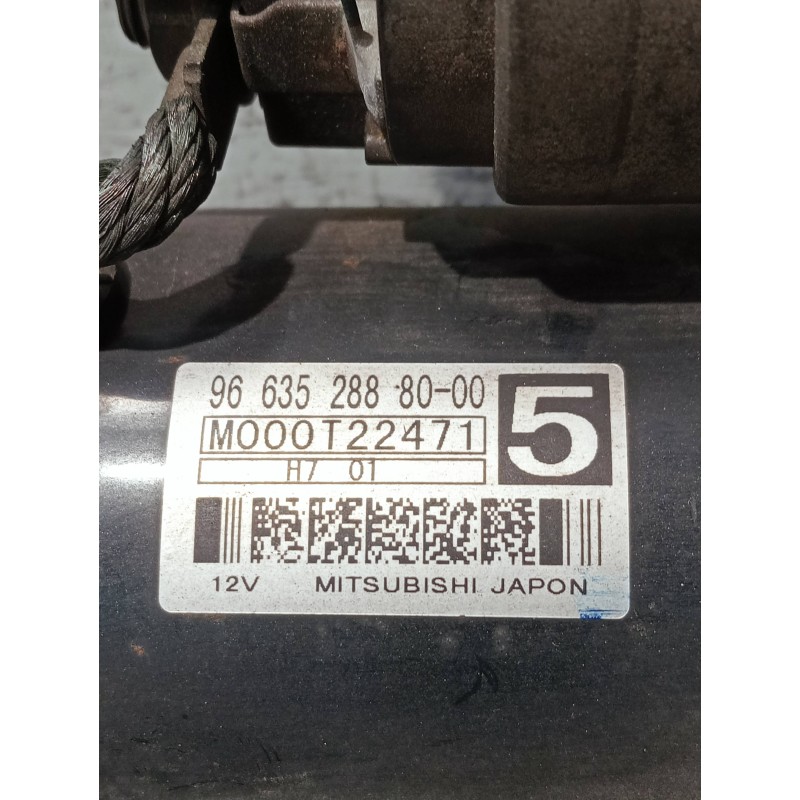 96 635 288 80-00
5
M000T22471
H7 01
12V MITSUBISHI JAPON